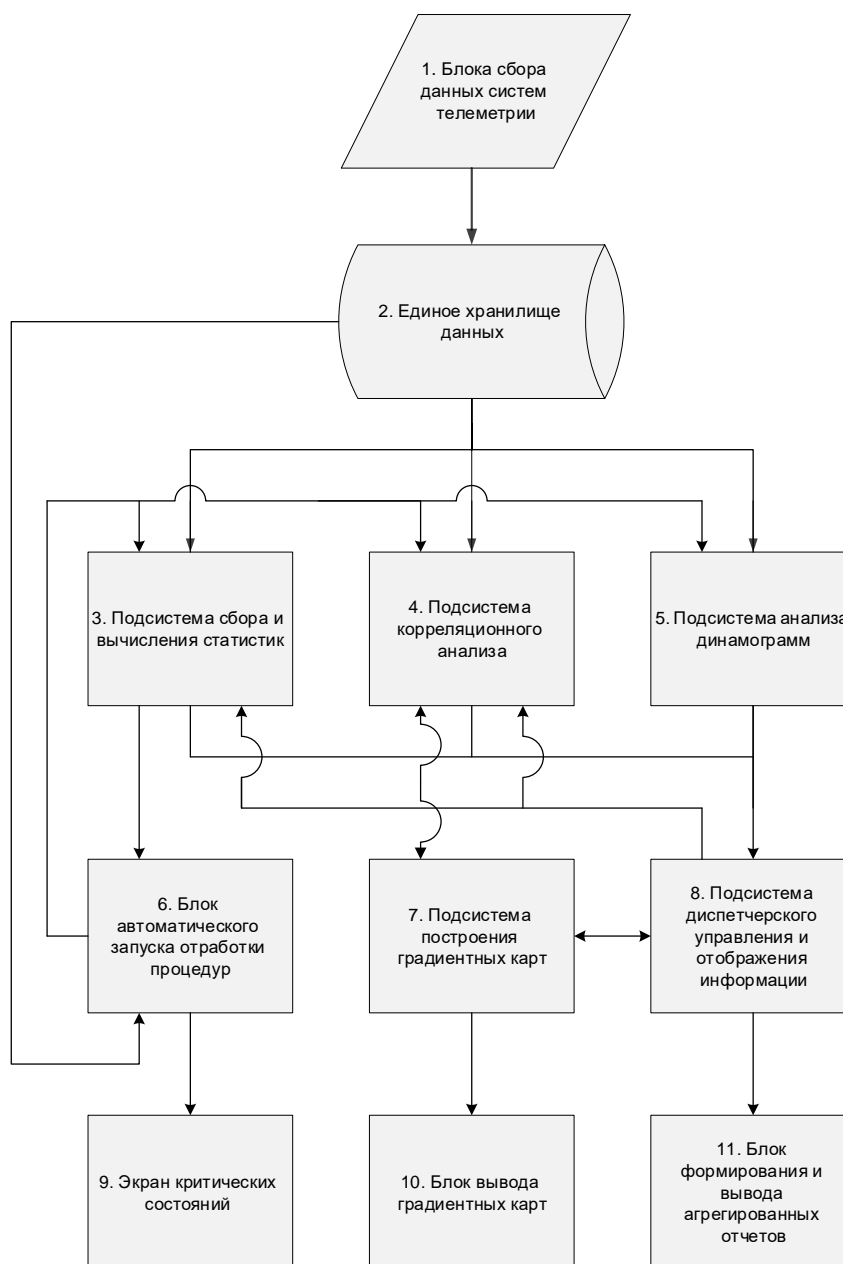 1. Блока сбора
данных систем
телеметрии
2. Единое хранилище
данных
3. Подсистема сбора и
вычисления статистик
4. Подсистема
корреляционного
анализа
5. Подсистема анализа
динамограмм
6. Блок
автоматического
запуска отработки
процедур
7. Подсистема
построения
градиентных карт
8. Подсистема
диспетчерского
управления и
отображения
информации
9. Экран критических
состояний
10. Блок вывода
градиентных карт
11. Блок
формирования и
вывода
агрегированных
отчетов